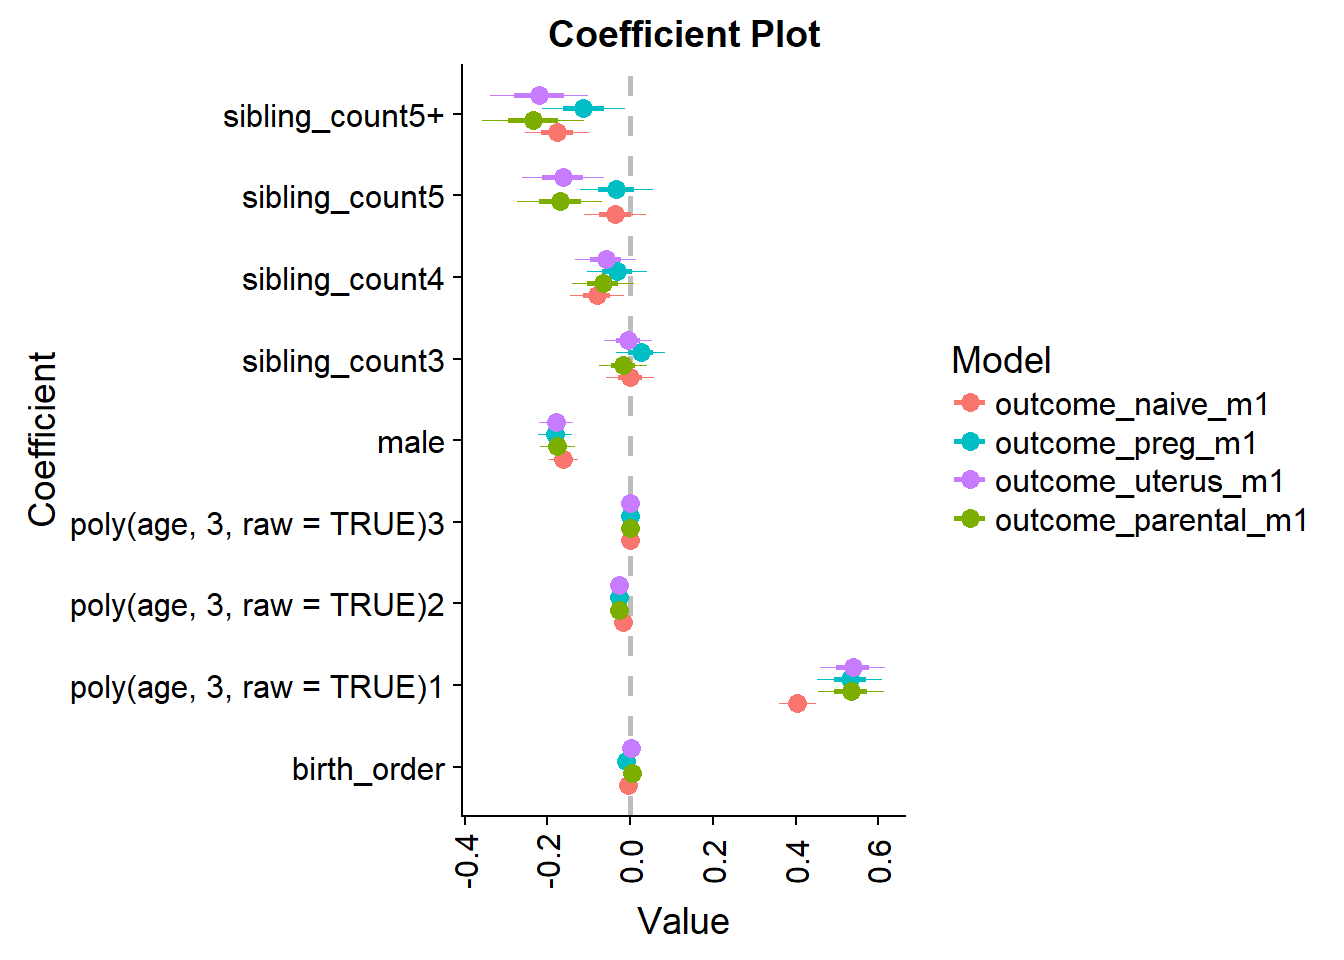 Coefficient Plot
sibling_count5+
sibling_count5
sibling_count4
sibling_count3
male
poly(age, 3, raw = TRUE)3
poly(age, 3, raw = TRUE)2
poly(age, 3, raw = TRUE)1
birth_order
Coefficient
-0.4
-0.2
0.0
0.2
0.4
0.6
Value
Model
outcome_naive_m1
outcome_preg_m1
outcome_uterus_m1
outcome_parental_m1